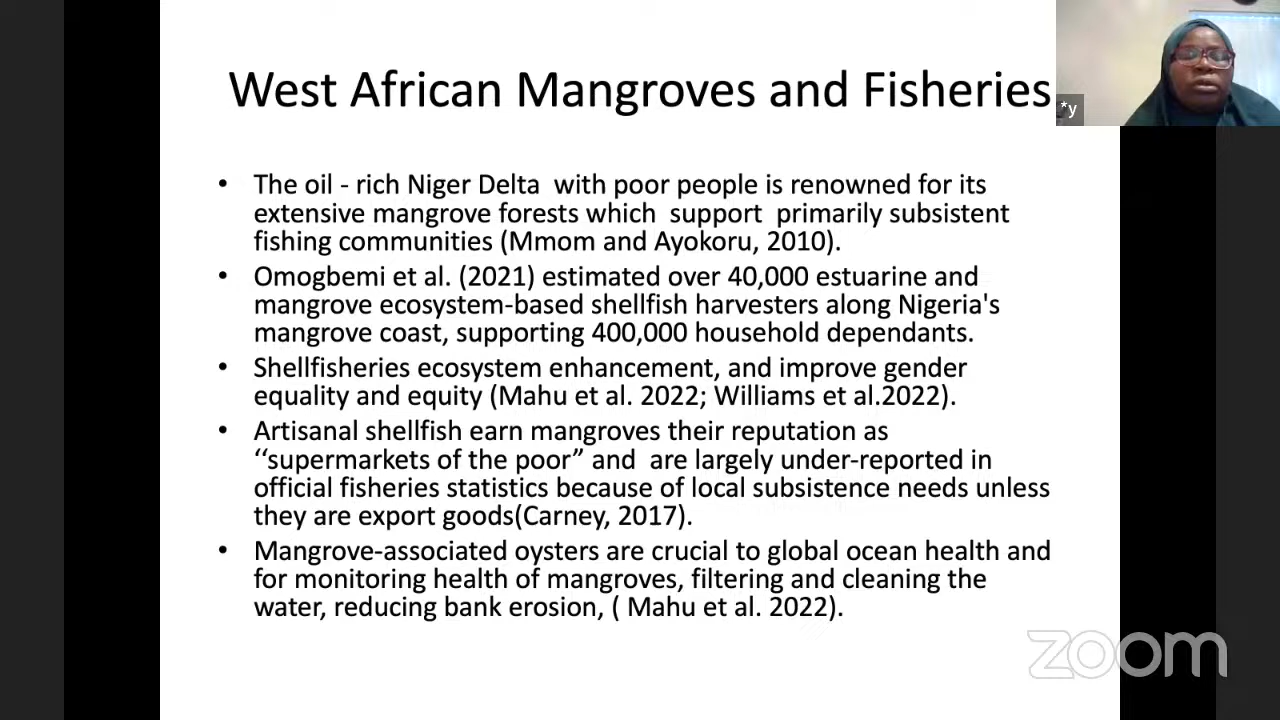 West African Mangroves and Fisheries
*y
• The oil - rich Niger Delta with poor people is renowned for its
extensive mangrove forests which support primarily subsistent
fishing communities (Mmom and Ayokoru, 2010).
• Omogbemi et al. (2021) estimated over 40,000 estuarine and
mangrove ecosystem-based shellfish harvesters along Nigeria's
mangrove coast, supporting 400,000 household dependants.
• Shellfisheries ecosystem enhancement, and improve gender
equality and equity (Mahu et al. 2022; Williams et al.2022).
• Artisanal shellfish earn mangroves their reputation as
‘‘supermarkets of the poor” and are largely under-reported in
official fisheries statistics because of local subsistence needs unless
they are export goods(Carney, 2017).
• Mangrove-associated oysters are crucial to global ocean health and
for monitoring health of mangroves, filtering and cleaning the
water, reducing bank erosion, ( Mahu et al. 2022).
zoom